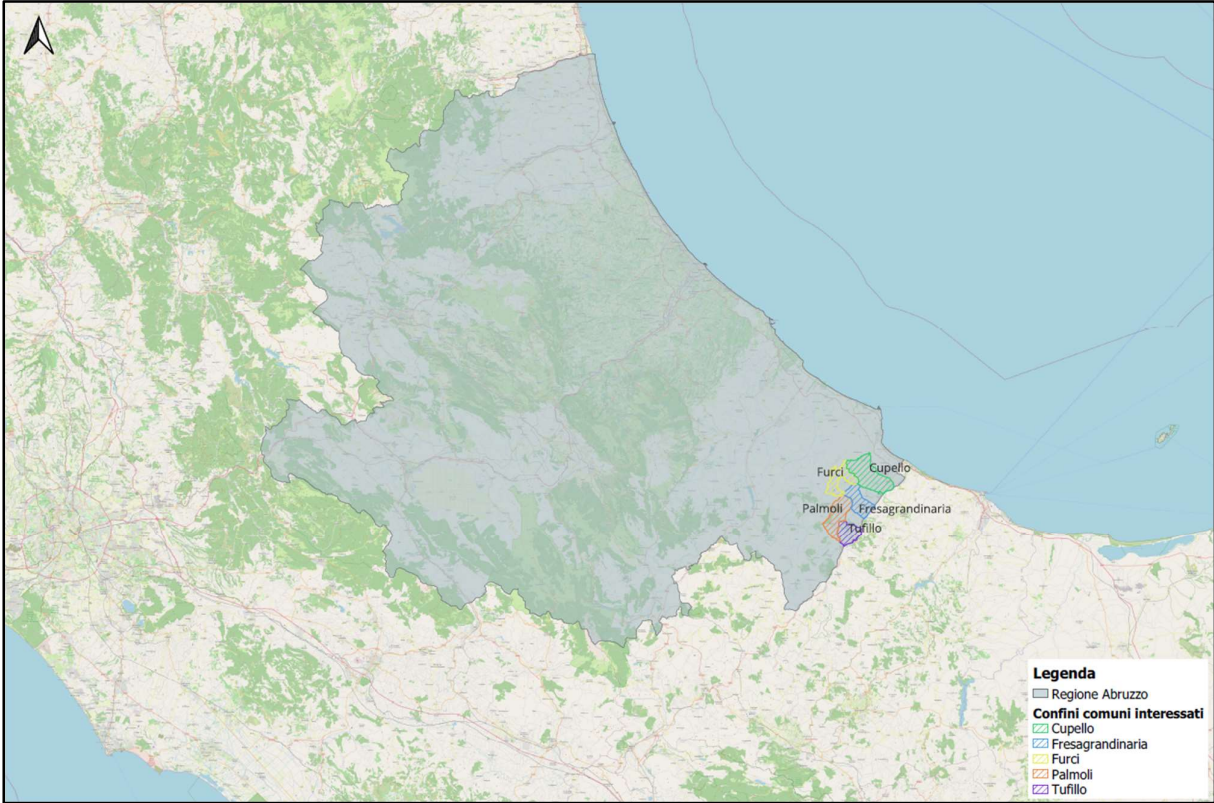 Furci
Cupello
Palmoli
Fresagrandinaria
Tufillo
Legenda
Regione Abruzzo
Confini comuni interessati
Cupello
Fresagrandinaria
Furci
Palmoli
Tufillo